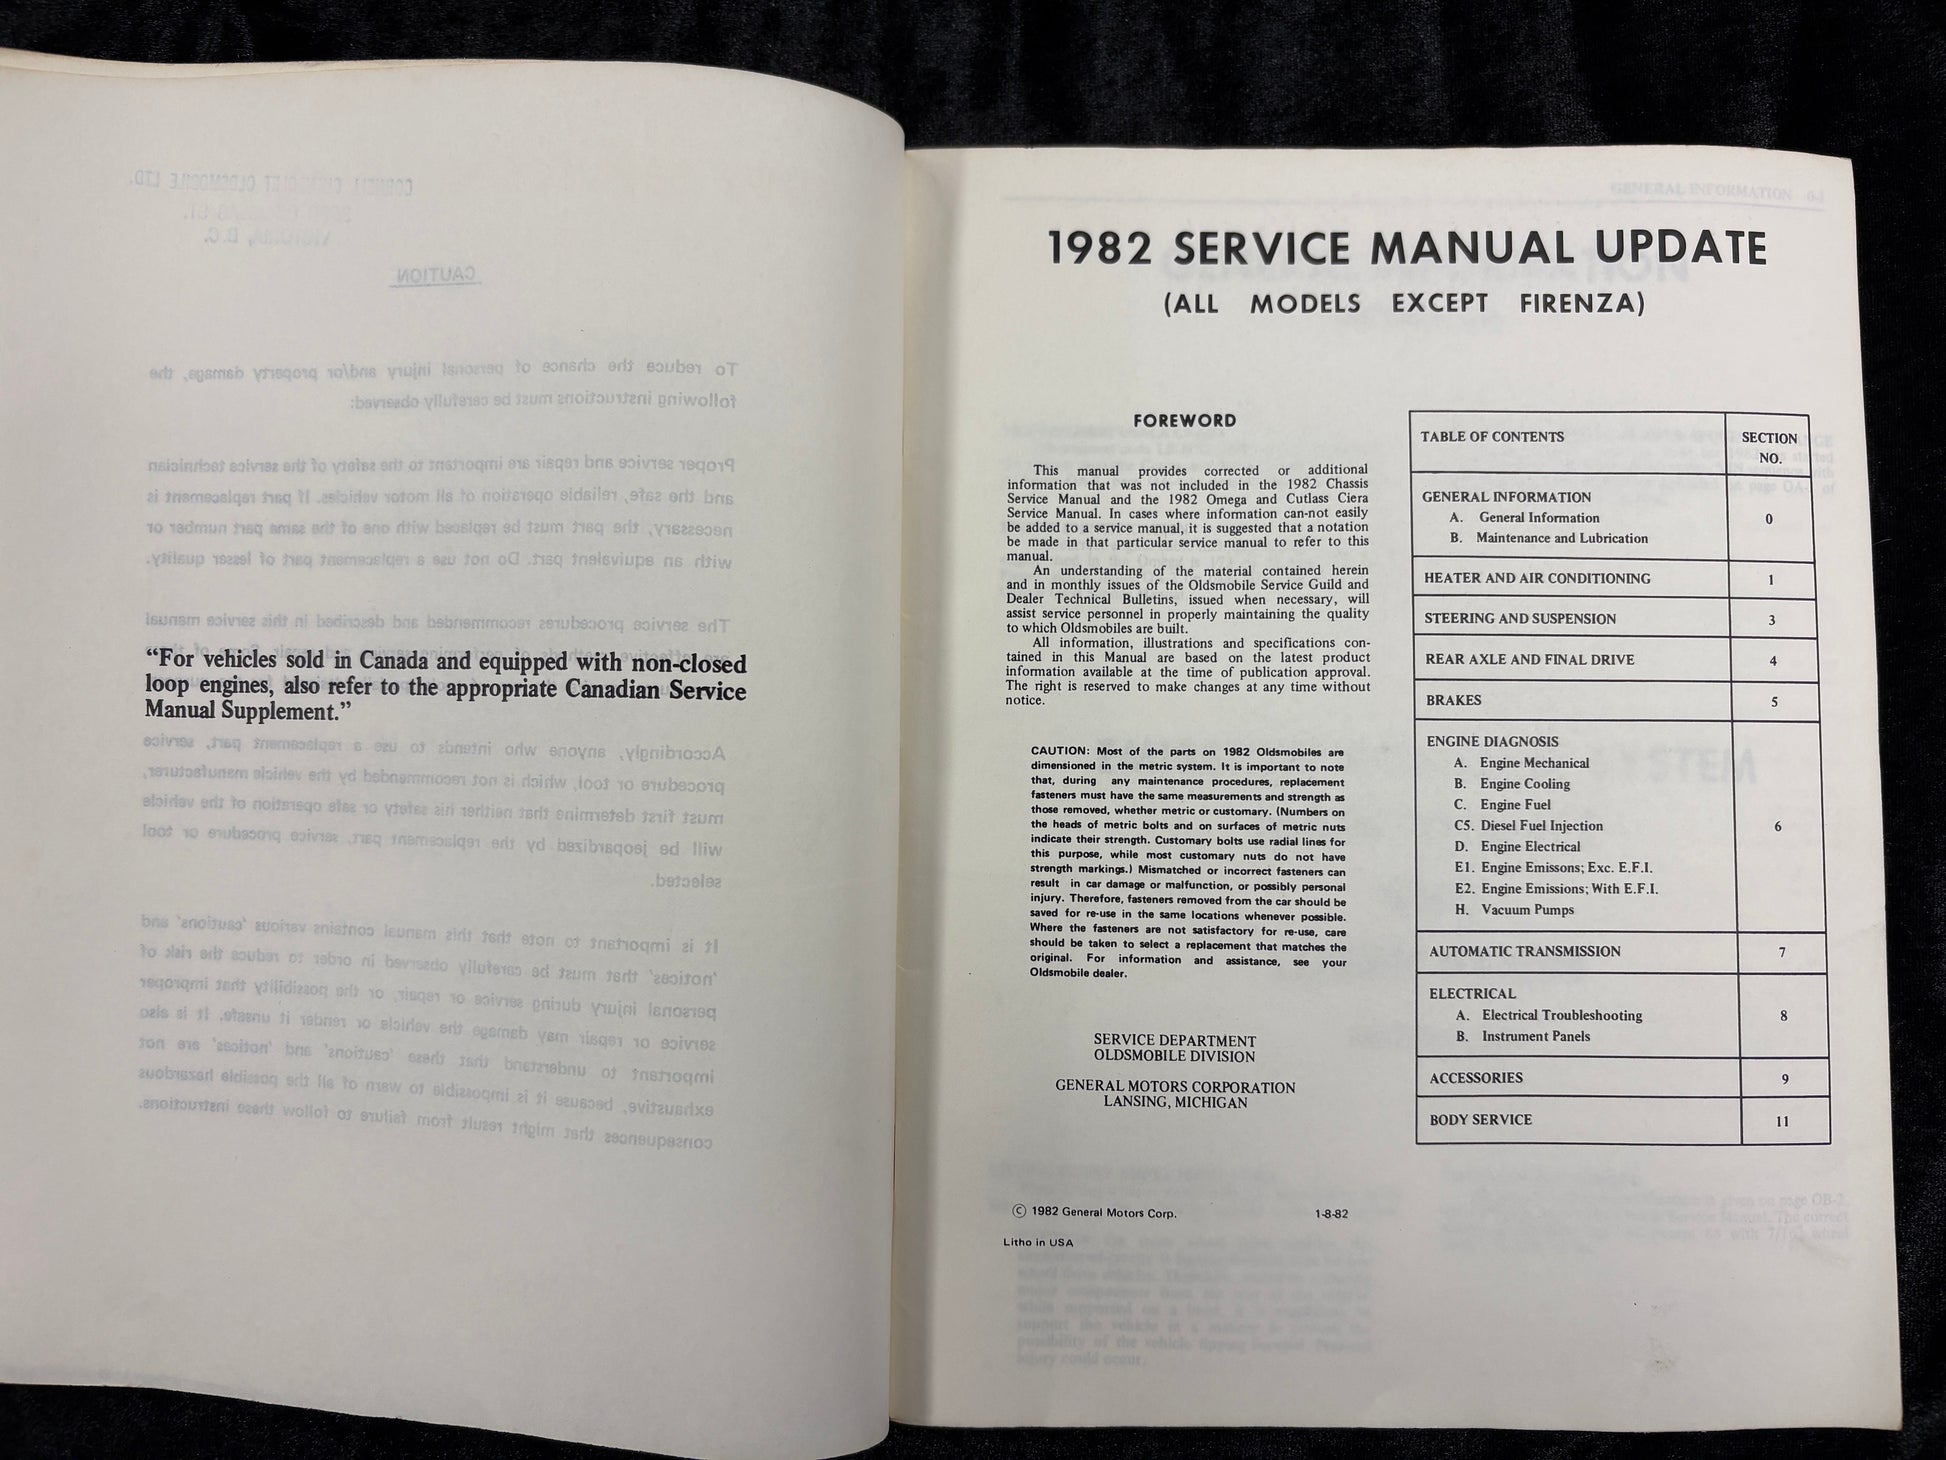 “For vehicles sold in Canada and equipped with non-closed
loop engines, also refer to the appropriate Canadian Service
Manual Supplement.”
1982 SERVICE MANUAL UPDATE
(ALL MODELS EXCEPT FIRENZA)
FOREWORD
This manual provides corrected or additional
information that was not included in the 1982 Chassis
Service Manual and the 1982 Omega and Cutlass Ciera
Service Manual. In cases where information can-not easily
be added to a service manual, it is suggested that a notation
be made in that particular service manual to refer to this
manual.
An understanding of the material contained herein
and in monthly issues of the Oldsmobile Service Guild and
Dealer Technical Bulletins, issued when necessary, will
assist service personnel in properly maintaining the quality
to which Oldsmobiles are built.
All information, illustrations and specifications con-
tained in this Manual are based on the latest product
information available at the time of publication approval.
The right is reserved to make changes at any time without
notice.
CAUTION: Most of the parts on 1982 Oldsmobiles are
dimensioned in the metric system. It is important to note
that, during any maintenance procedures, replacement
fasteners must have the same measurements and strength as
those removed, whether metric or customary. (Numbers on
the heads of metric bolts and on surfaces of metric nuts
indicate their strength. Customary bolts use radial lines for
this purpose, while most customary nuts do not have
strength markings.) Mismatched or incorrect fasteners can
result in car damage or malfunction, or possibly personal
injury. Therefore, fasteners removed from the car should be
saved for re-use in the same locations whenever possible.
Where the fasteners are not satisfactory for re-use, care
should be taken to select a replacement that matches the
original. For information and assistance, see your
Oldsmobile dealer.
SERVICE DEPARTMENT
OLDSMOBILE DIVISION
GENERAL MOTORS CORPORATION
LANSING, MICHIGAN
© 1982 General Motors Corp. 1-8-82
Litho in USA
TABLE OF CONTENTS SECTION
NO.
GENERAL INFORMATION
A. General Information 0
B. Maintenance and Lubrication
HEATER AND AIR CONDITIONING 1
STEERING AND SUSPENSION 3
REAR AXLE AND FINAL DRIVE 4
BRAKES 5
ENGINE DIAGNOSIS
A. Engine Mechanical
B. Engine Cooling
C. Engine Fuel
C5. Diesel Fuel Injection 6
D. Engine Electrical
E1. Engine Emissons; Exc. E.F.I.
E2. Engine Emissions; With E.F.I.
H. Vacuum Pumps
AUTOMATIC TRANSMISSION 7
ELECTRICAL
A. Electrical Troubleshooting 8
B. Instrument Panels
ACCESSORIES 9
BODY SERVICE 11